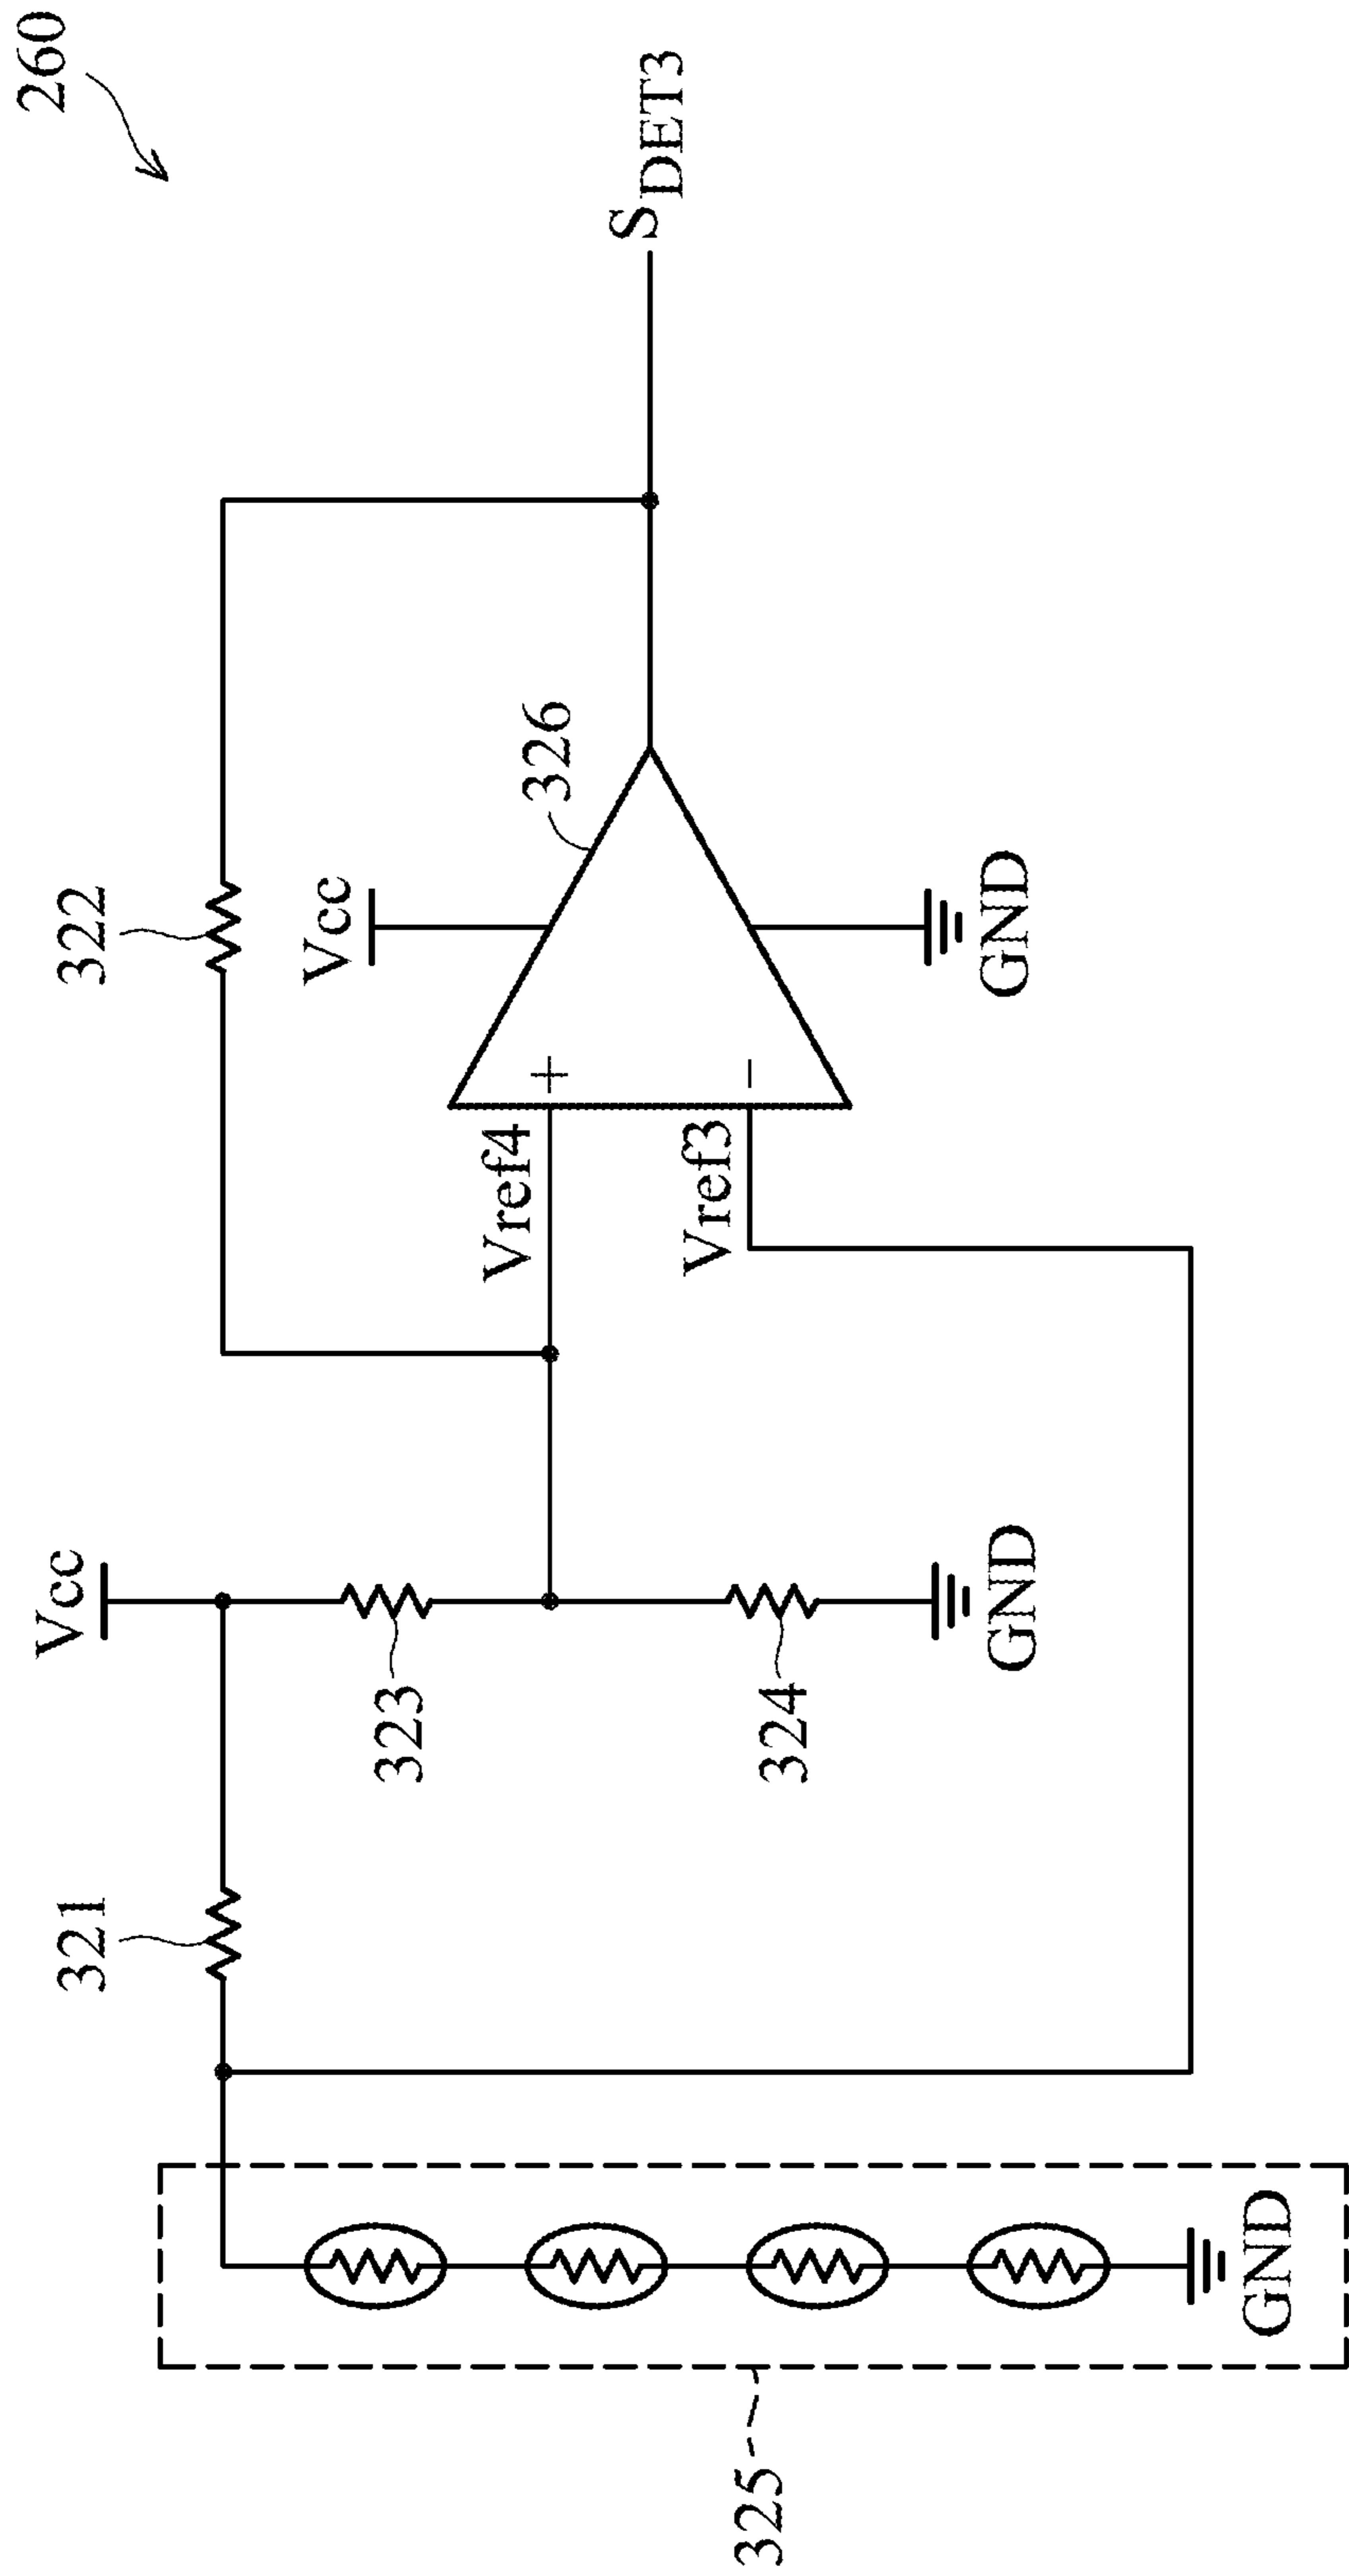 260
322
Vcc
326
SDET3
Vref4
+
Vref3
−
GND
Vcc
321
323
324
GND
325
GND